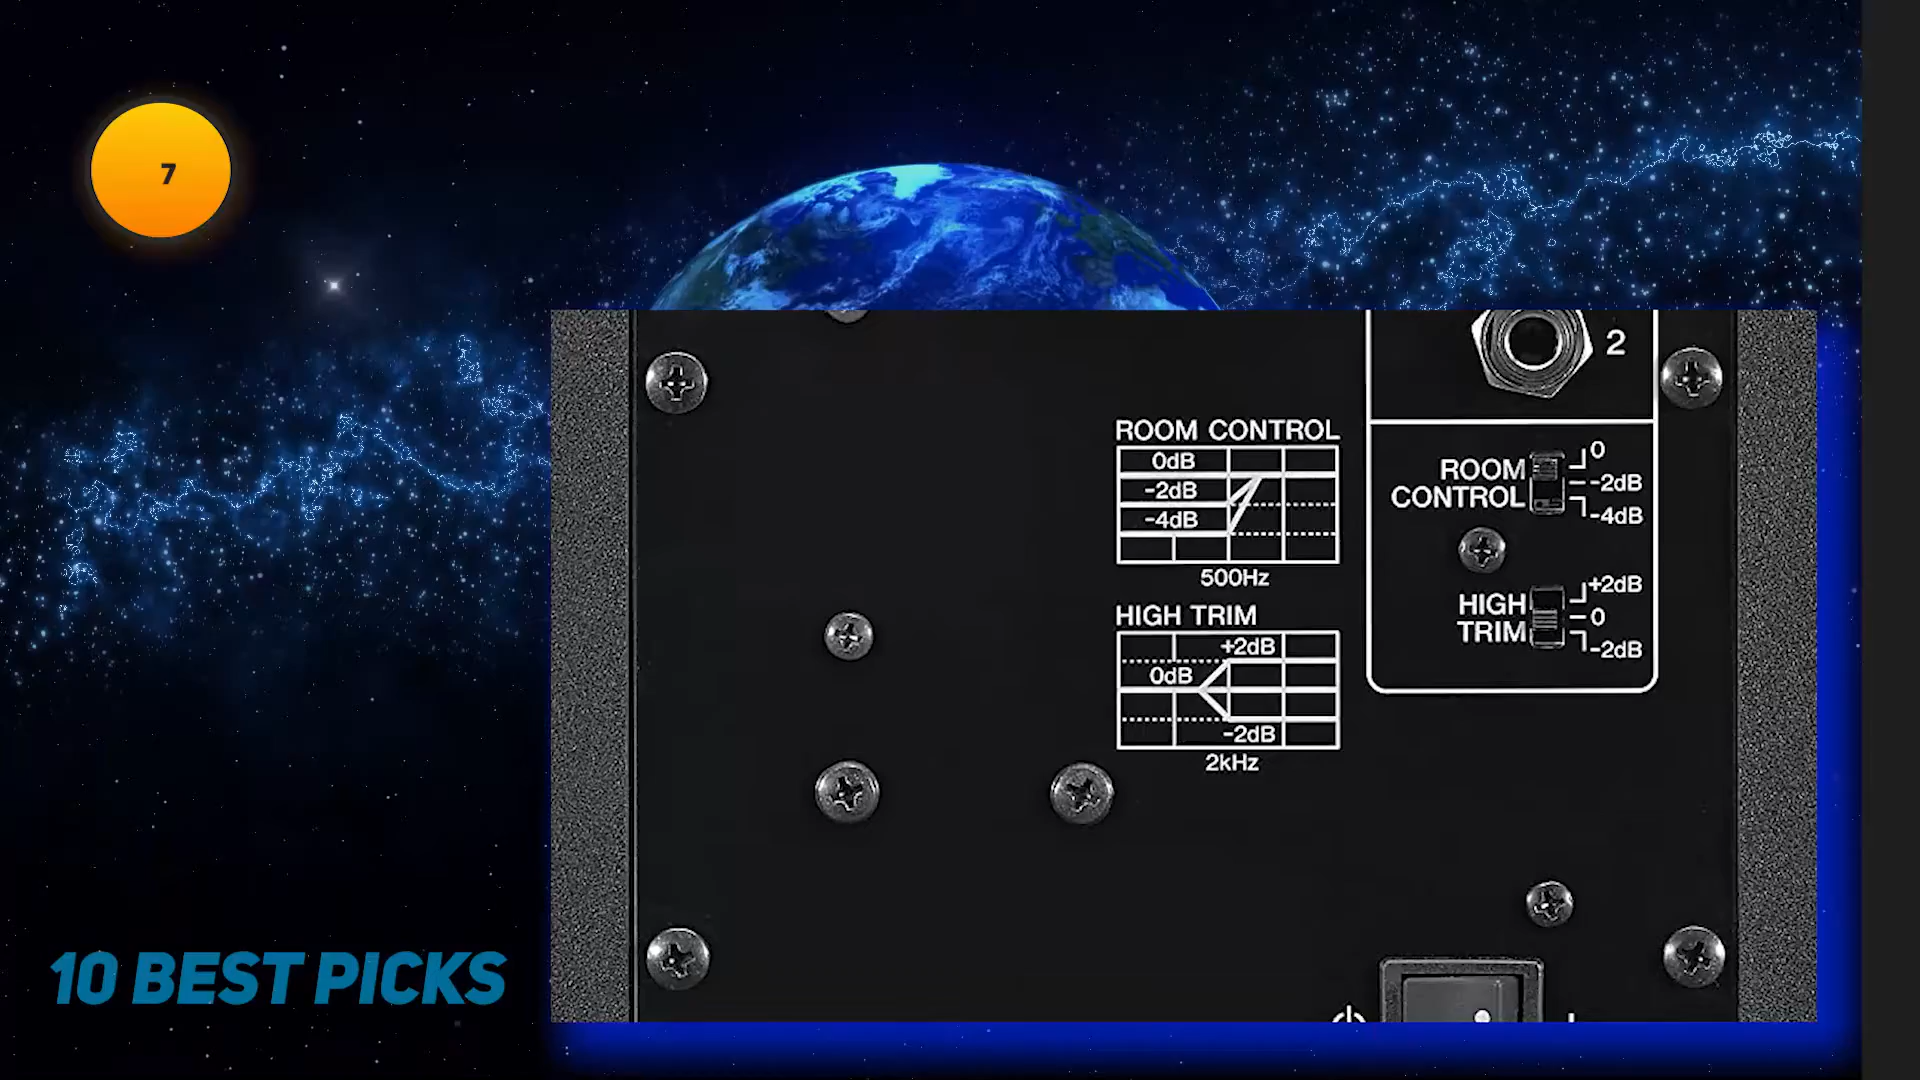 7
2
ROOM CONTROL
0dB
-2dB
-4dB
500Hz
ROOM
CONTROL
0
-2dB
-4dB
HIGH TRIM
+2dB
0dB
-2dB
2kHz
HIGH
TRIM
+2dB
0
-2dB
10 BEST PICKS